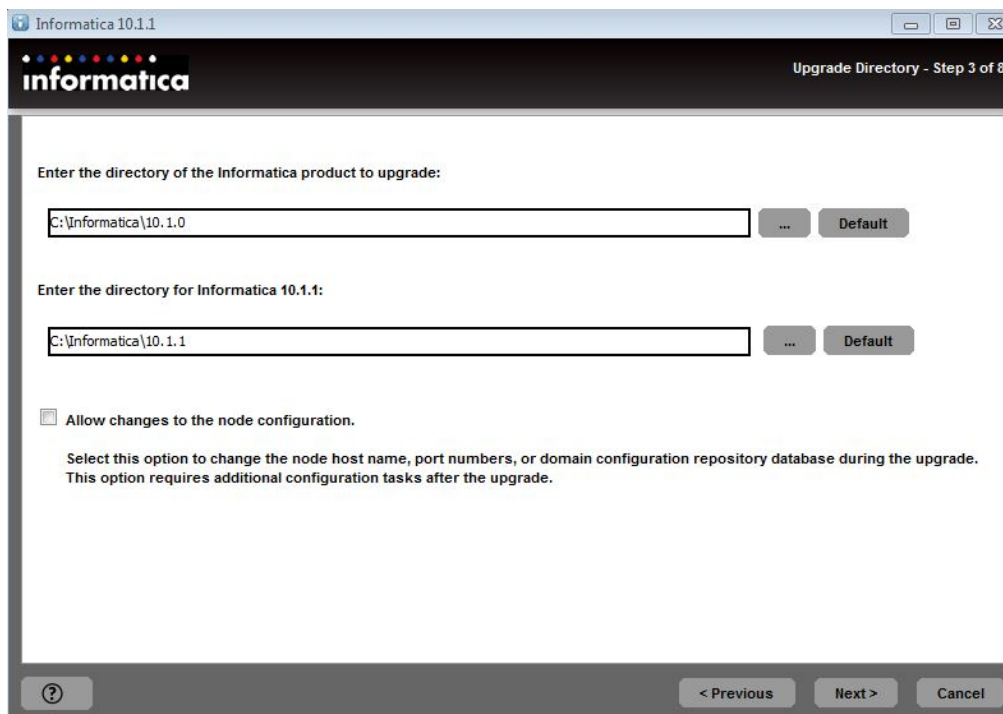 Informatica 10.1.1
informatica
Upgrade Directory - Step 3 of 8
Enter the directory of the Informatica product to upgrade:
C:\Informatica\10.1.0
...
Default
Enter the directory for Informatica 10.1.1:
C:\Informatica\10.1.1
...
Default
Allow changes to the node configuration.
Select this option to change the node host name, port numbers, or domain configuration repository database during the upgrade.
This option requires additional configuration tasks after the upgrade.
?
< Previous
Next >
Cancel